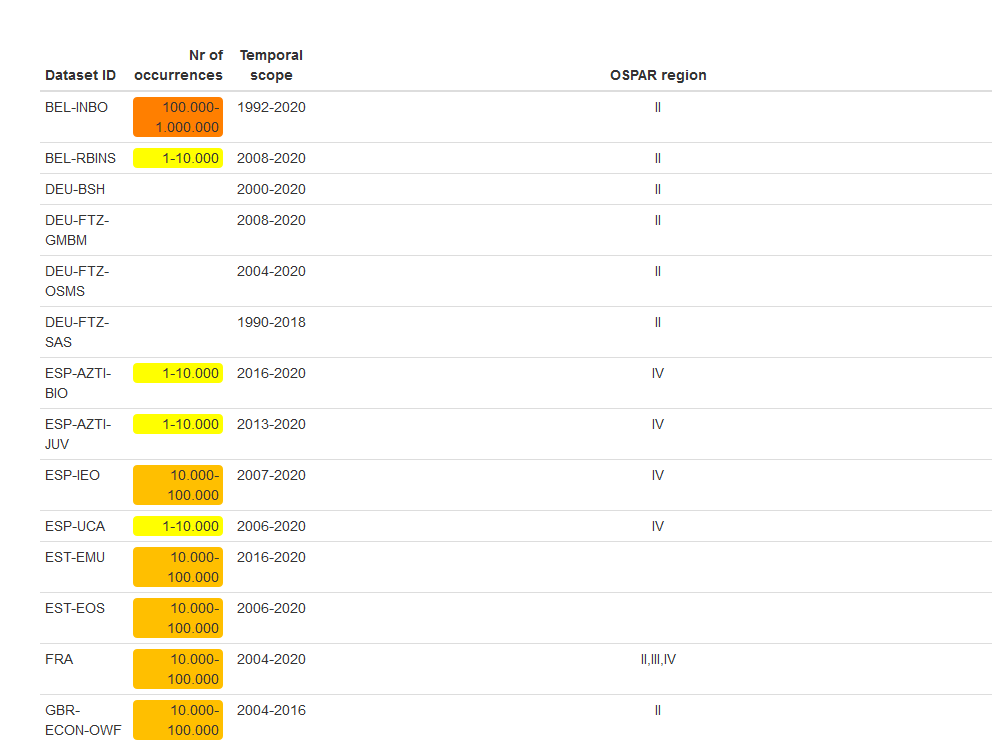 Dataset ID Nr of occurrences Temporal scope OSPAR region
BEL-INBO 100.000-1.000.000 1992-2020 II
BEL-RBINS 1-10.000 2008-2020 II
DEU-BSH 2000-2020 II
DEU-FTZ-GMBM 2008-2020 II
DEU-FTZ-OSMS 2004-2020 II
DEU-FTZ-SAS 1990-2018 II
ESP-AZTI-BIO 1-10.000 2016-2020 IV
ESP-AZTI-JUV 1-10.000 2013-2020 IV
ESP-IEO 10.000-100.000 2007-2020 IV
ESP-UCA 1-10.000 2006-2020 IV
EST-EMU 10.000-100.000 2016-2020
EST-EOS 10.000-100.000 2006-2020
FRA 10.000-100.000 2004-2020 II,III,IV
GBR-ECON-OWF 10.000-100.000 2004-2016 II